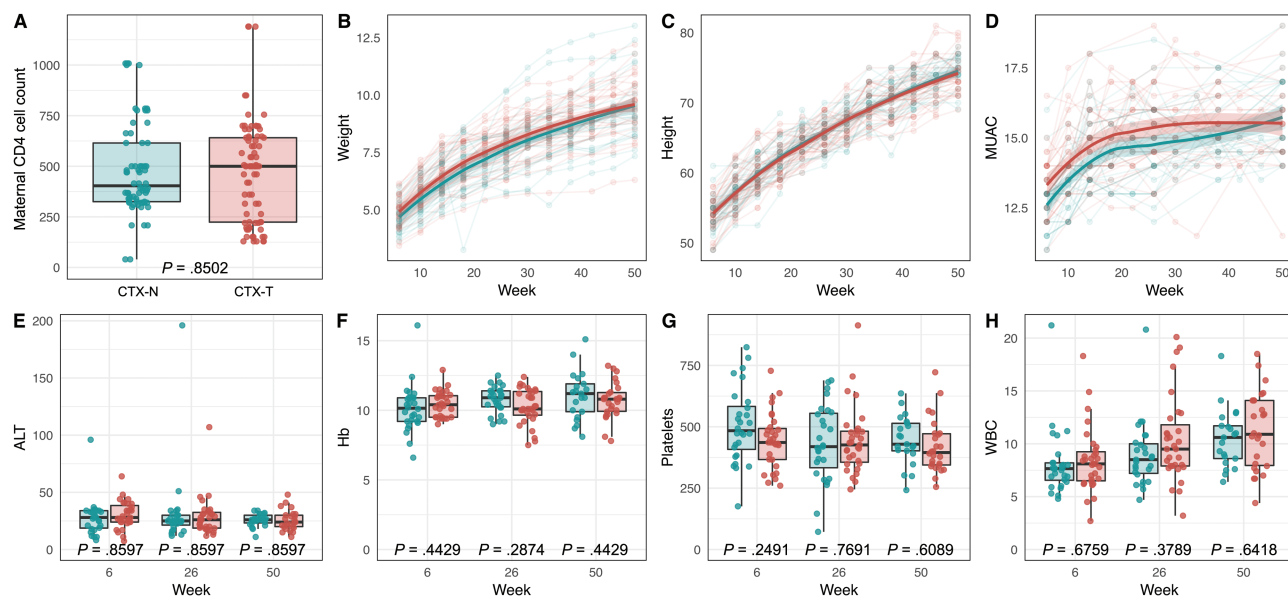 A
Maternal CD4 cell count
1000
750
500
250
0
P = .8502
CTX-N
CTX-T
B
Weight
12.5
10.0
7.5
5.0
10
20
30
40
50
Week
C
Height
80
70
60
50
10
20
30
40
50
Week
D
MUAC
17.5
15.0
12.5
10
20
30
40
50
Week
E
ALT
200
150
100
50
0
P = .8597
P = .8597
P = .8597
6
26
50
Week
F
Hb
15
10
5
0
P = .4429
P = .2874
P = .4429
6
26
50
Week
G
Platelets
750
500
250
0
P = .2491
P = .7691
P = .6089
6
26
50
Week
H
WBC
20
15
10
5
0
P = .6759
P = .3789
P = .6418
6
26
50
Week